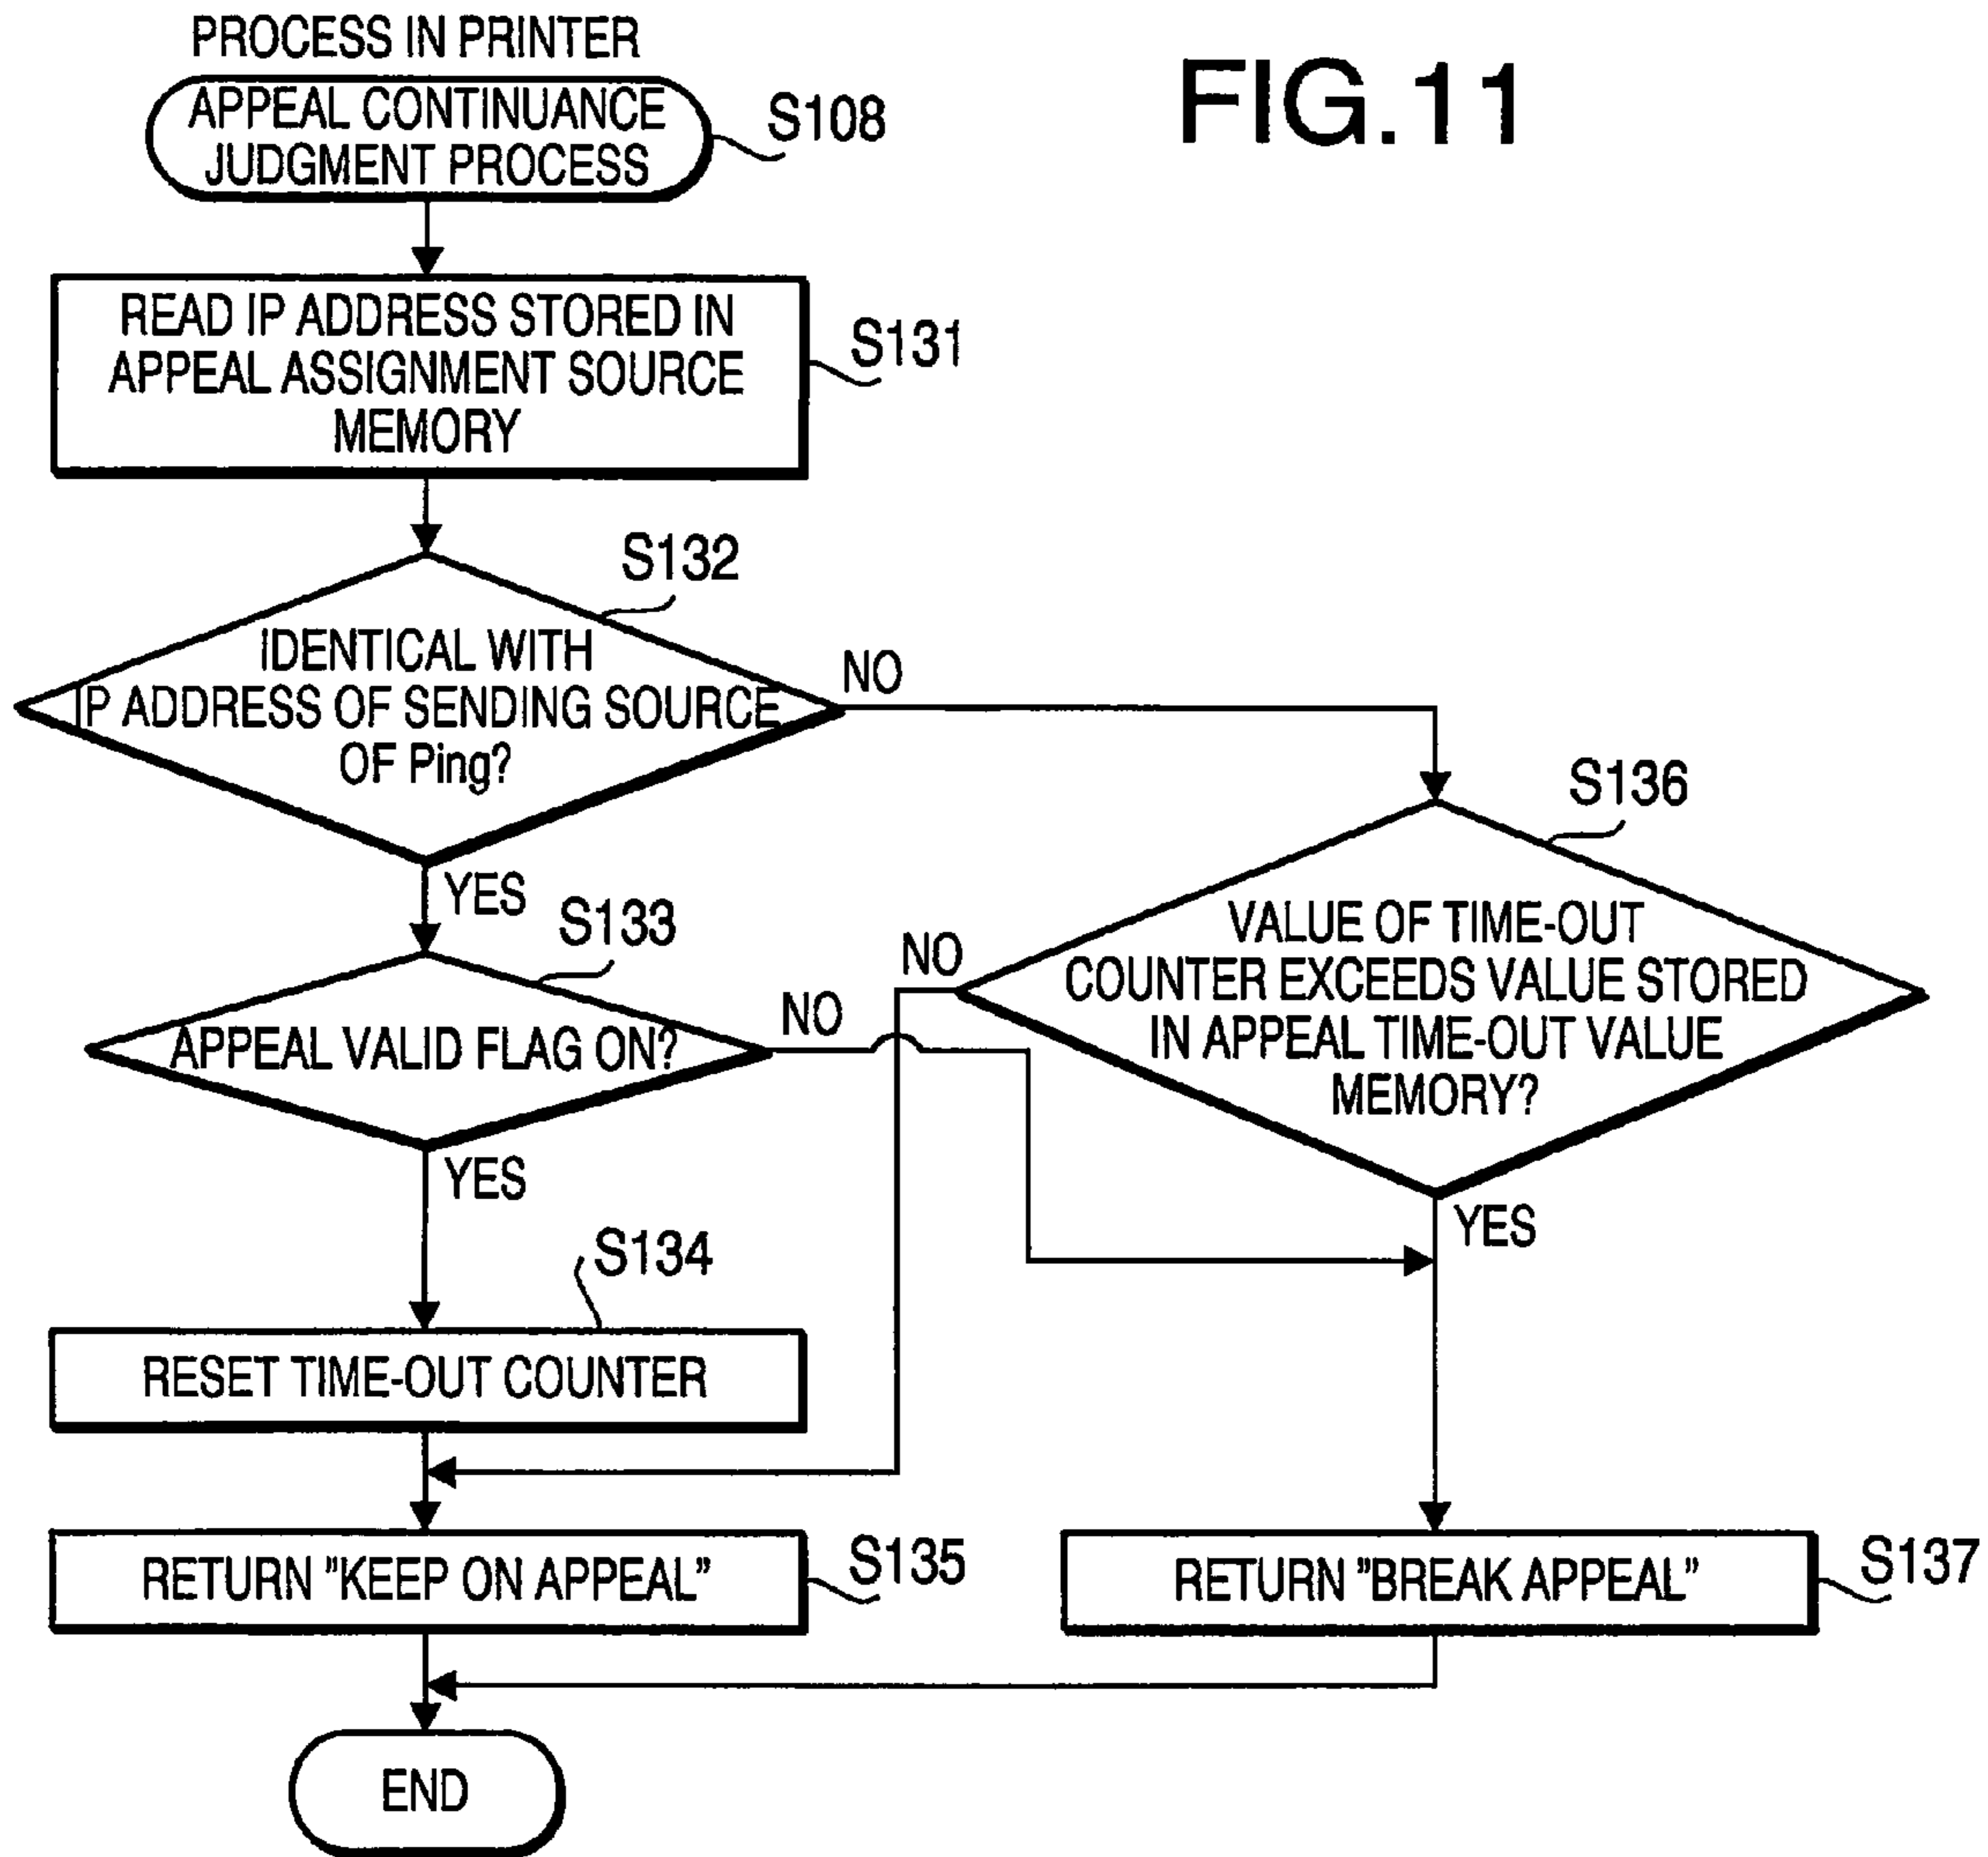 PROCESS IN PRINTER
FIG.11
APPEAL CONTINUANCE
JUDGMENT PROCESS
S108
READ IP ADDRESS STORED IN
APPEAL ASSIGNMENT SOURCE
MEMORY
S131
S132
IDENTICAL WITH
IP ADDRESS OF SENDING SOURCE
OF Ping?
NO
YES
S136
VALUE OF TIME-OUT
COUNTER EXCEEDS VALUE STORED
IN APPEAL TIME-OUT VALUE
MEMORY?
NO
YES
S133
APPEAL VALID FLAG ON?
NO
YES
S134
RESET TIME-OUT COUNTER
RETURN "KEEP ON APPEAL"
S135
RETURN "BREAK APPEAL"
S137
END